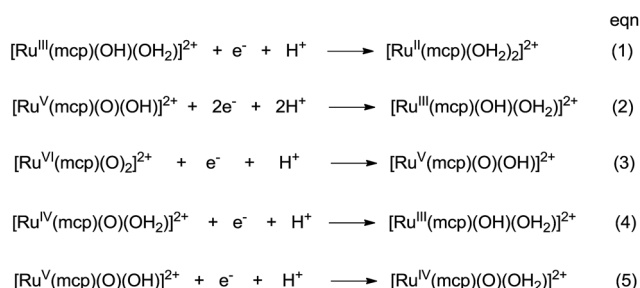 eqn
[Ru^III(mcp)(OH)(OH₂)]²⁺ + e⁻ + H⁺ ⟶ [Ru^II(mcp)(OH₂)₂]²⁺ (1)
[Ru^V(mcp)(O)(OH)]²⁺ + 2e⁻ + 2H⁺ ⟶ [Ru^III(mcp)(OH)(OH₂)]²⁺ (2)
[Ru^VI(mcp)(O)₂]²⁺ + e⁻ + H⁺ ⟶ [Ru^V(mcp)(O)(OH)]²⁺ (3)
[Ru^IV(mcp)(O)(OH₂)]²⁺ + e⁻ + H⁺ ⟶ [Ru^III(mcp)(OH)(OH₂)]²⁺ (4)
[Ru^V(mcp)(O)(OH)]²⁺ + e⁻ + H⁺ ⟶ [Ru^IV(mcp)(O)(OH₂)]²⁺ (5)